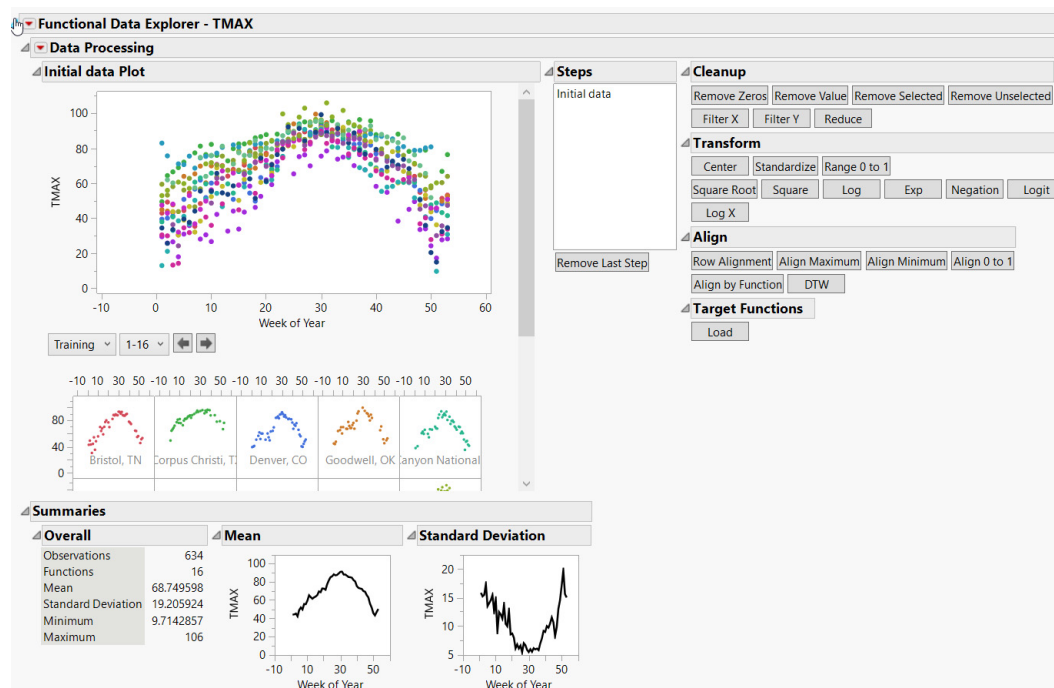 Functional Data Explorer - TMAX
Data Processing
Initial data Plot
TMAX
100
80
60
40
20
0
-10 0 10 20 30 40 50 60
Week of Year
Training 1-16
-10 10 30 50 -10 10 30 50 -10 10 30 50 -10 10 30 50 -10 10 30 50
80
40
0
Bristol, TN Corpus Christi, T Denver, CO Goodwell, OK Canyon National
Steps
Initial data
Remove Last Step
Cleanup
Remove Zeros Remove Value Remove Selected Remove Unselected
Filter X Filter Y Reduce
Transform
Center Standardize Range 0 to 1
Square Root Square Log Exp Negation Logit
Log X
Align
Row Alignment Align Maximum Align Minimum Align 0 to 1
Align by Function DTW
Target Functions
Load
Summaries
Overall
Observations 634
Functions 16
Mean 68.749598
Standard Deviation 19.205924
Minimum 9.7142857
Maximum 106
Mean
TMAX
100
80
60
40
20
0
-10 10 30 50
Week of Year
Standard Deviation
TMAX
20
15
10
5
-10 10 30 50
Week of Year